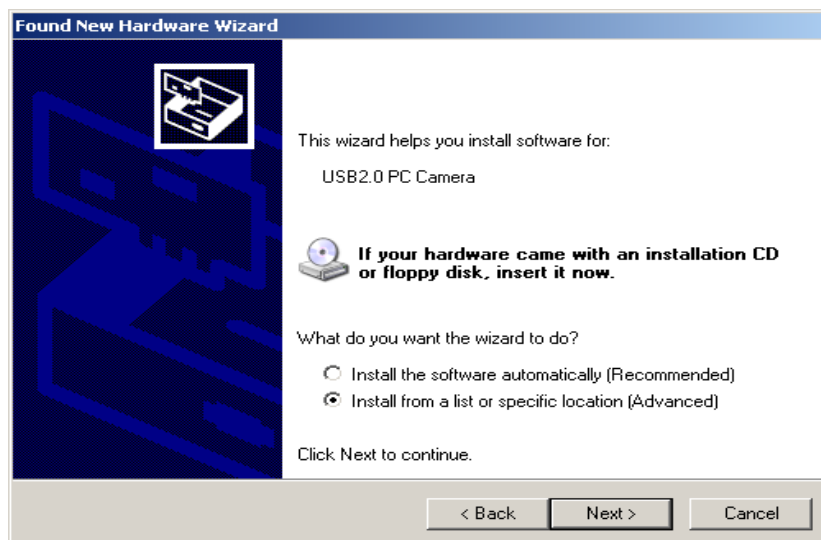 Found New Hardware Wizard
This wizard helps you install software for:
USB2.0 PC Camera
If your hardware came with an installation CD
or floppy disk, insert it now.
What do you want the wizard to do?
Install the software automatically (Recommended)
Install from a list or specific location (Advanced)
Click Next to continue.
< Back Next > Cancel